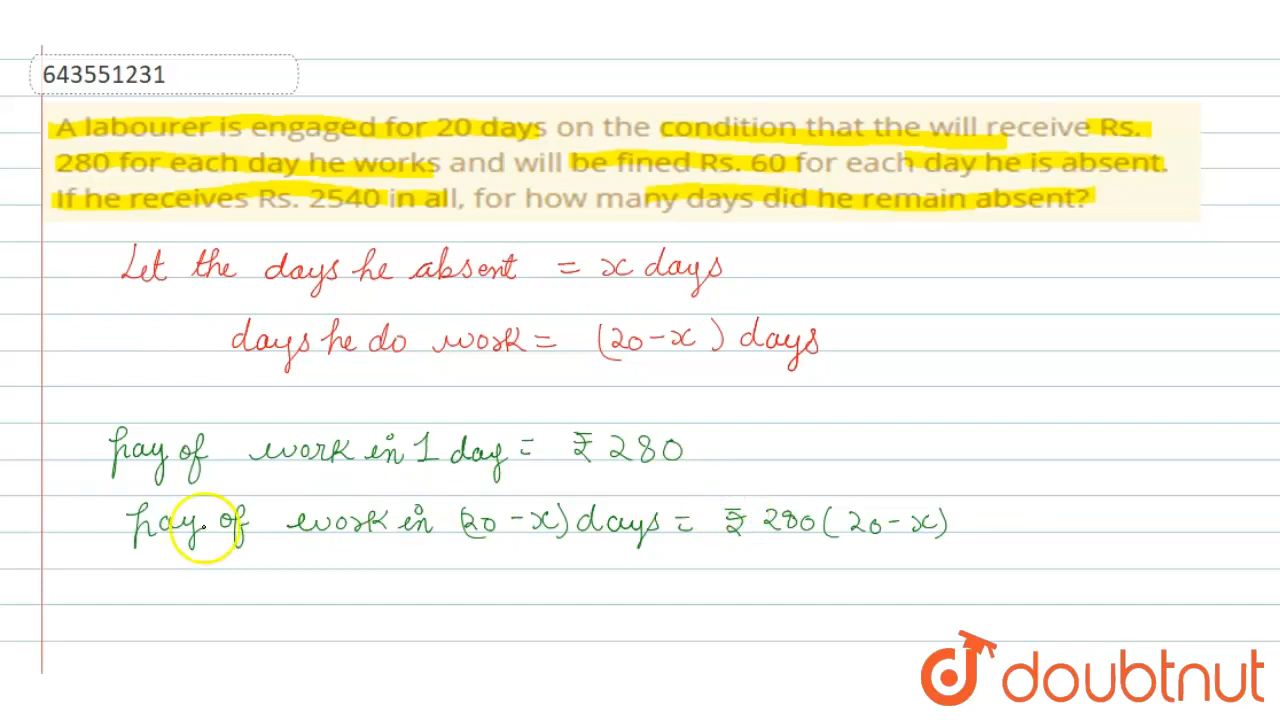 643551231
A labourer is engaged for 20 days on the condition that the will receive Rs.
280 for each day he works and will be fined Rs. 60 for each day he is absent.
If he receives Rs. 2540 in all, for how many days did he remain absent?
Let the days he absent = x days
days he do work = (20-x) days
pay of work in 1 day = ₹ 280
pay of work in (20-x) days = ₹ 280(20-x)
doubtnut